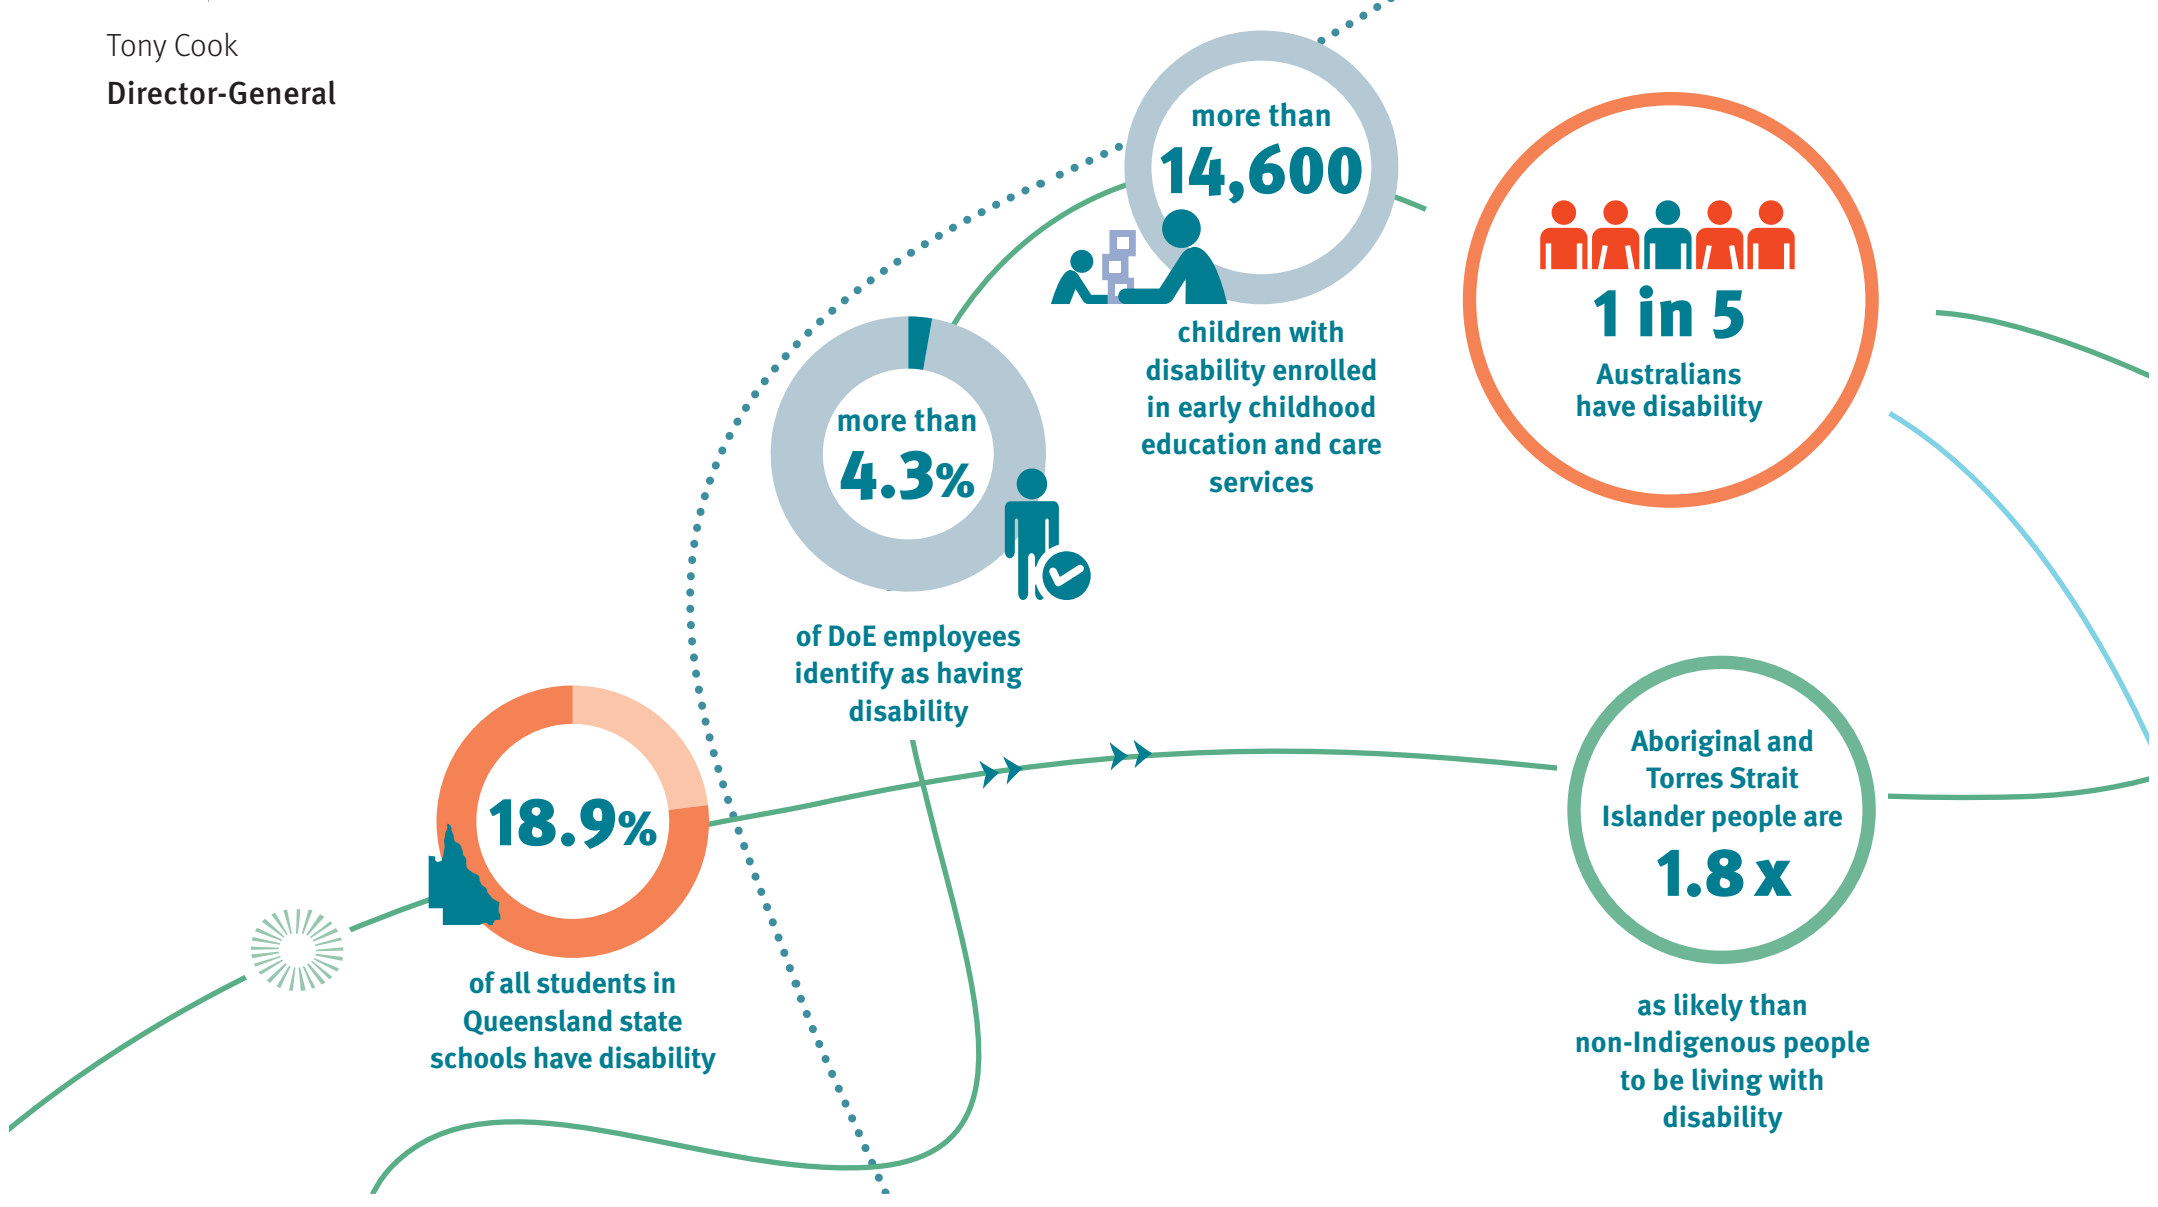 Tony Cook
Director-General
more than
14,600
children with
disability enrolled
in early childhood
education and care
services
1 in 5
Australians
have disability
more than
4.3%
of DoE employees
identify as having
disability
18.9%
of all students in
Queensland state
schools have disability
Aboriginal and
Torres Strait
Islander people are
1.8 x
as likely than
non-Indigenous people
to be living with
disability